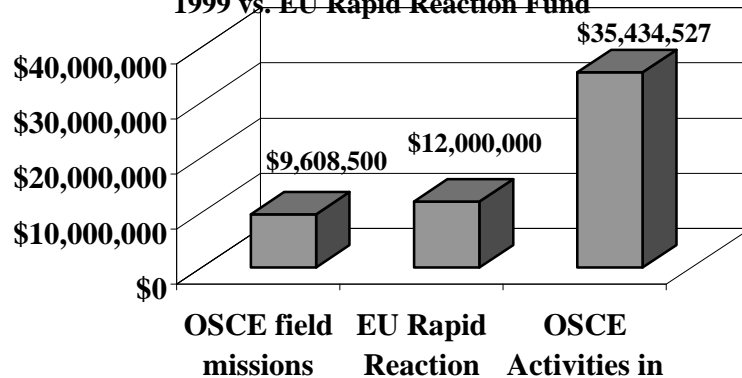 1999 vs. EU Rapid Reaction Fund
$35,434,527
$40,000,000
$30,000,000
$12,000,000
$9,608,500
$20,000,000
$10,000,000
$0
OSCE field missions
EU Rapid Reaction
OSCE Activities in